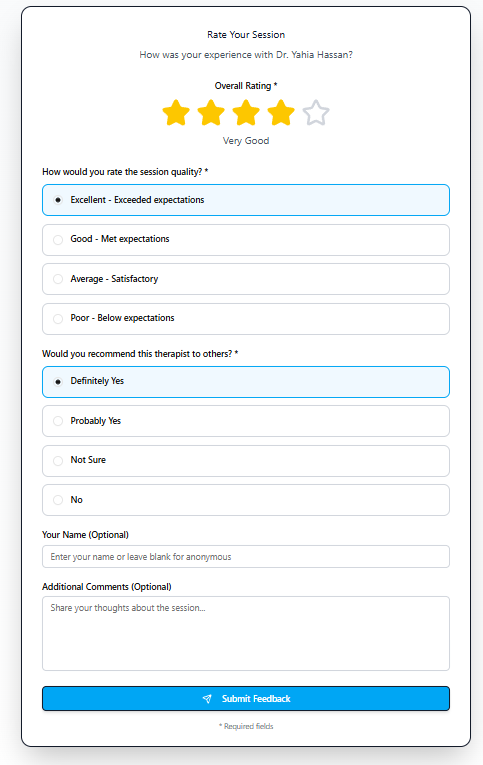 Rate Your Session
How was your experience with Dr. Yahia Hassan?
Overall Rating *
Very Good
How would you rate the session quality? *
Excellent - Exceeded expectations
Good - Met expectations
Average - Satisfactory
Poor - Below expectations
Would you recommend this therapist to others? *
Definitely Yes
Probably Yes
Not Sure
No
Your Name (Optional)
Enter your name or leave blank for anonymous
Additional Comments (Optional)
Share your thoughts about the session...
Submit Feedback
* Required fields